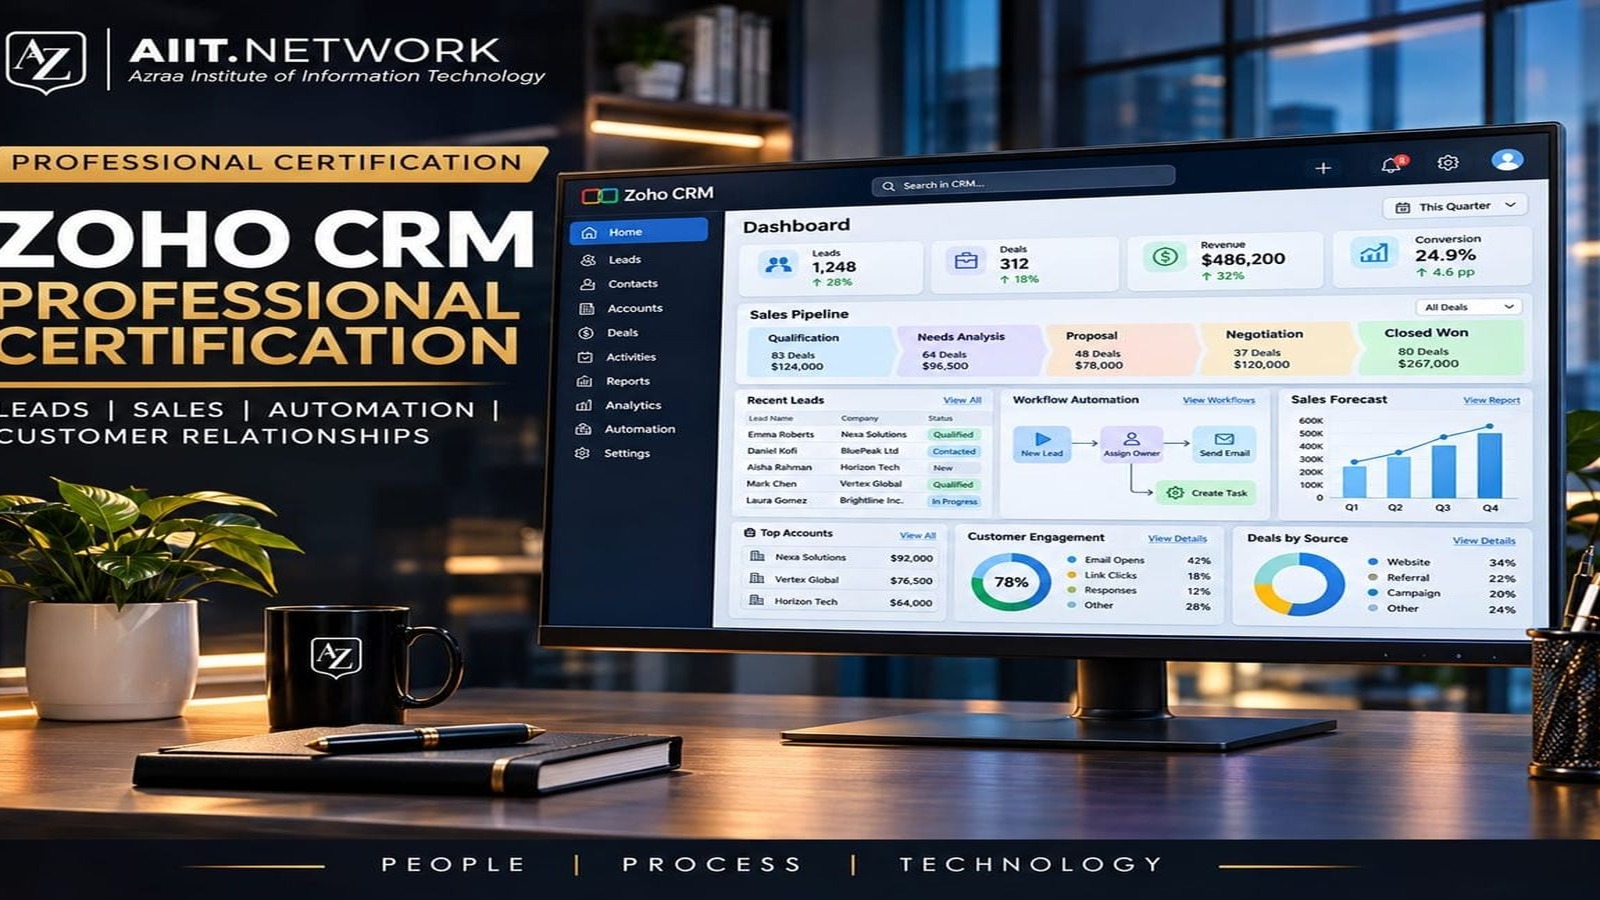 AZ
AIIT.NETWORK
Azraa Institute of Information Technology
PROFESSIONAL CERTIFICATION
ZOHO CRM
PROFESSIONAL
CERTIFICATION
LEADS | SALES | AUTOMATION |
CUSTOMER RELATIONSHIPS
Zoho CRM
Search in CRM...
Home
Leads
Contacts
Accounts
Deals
Activities
Reports
Analytics
Automation
Settings
Dashboard
This Quarter
Leads
1,248
↑ 28%
Deals
312
↑ 18%
Revenue
$486,200
↑ 32%
Conversion
24.9%
↑ 4.6 pp
Sales Pipeline
All Deals
Qualification
83 Deals
$124,000
Needs Analysis
64 Deals
$96,500
Proposal
48 Deals
$78,000
Negotiation
37 Deals
$120,000
Closed Won
80 Deals
$267,000
Recent Leads View All
Lead Name Company Status
Emma Roberts Nexa Solutions Qualified
Daniel Kofi BluePeak Ltd Contacted
Aisha Rahman Horizon Tech New
Mark Chen Vertex Global Qualified
Laura Gomez Brightline Inc. In Progress
Workflow Automation View Workflows
New Lead
Assign Owner
Send Email
Create Task
Sales Forecast View Report
600K
500K
400K
300K
200K
100K
0
Q1 Q2 Q3 Q4
Top Accounts View All
Nexa Solutions $92,000
Vertex Global $76,500
Horizon Tech $64,000
Customer Engagement View Details
78%
Email Opens 42%
Link Clicks 18%
Responses 12%
Other 28%
Deals by Source View Details
Website 34%
Referral 22%
Campaign 20%
Other 24%
AZ
PEOPLE | PROCESS | TECHNOLOGY